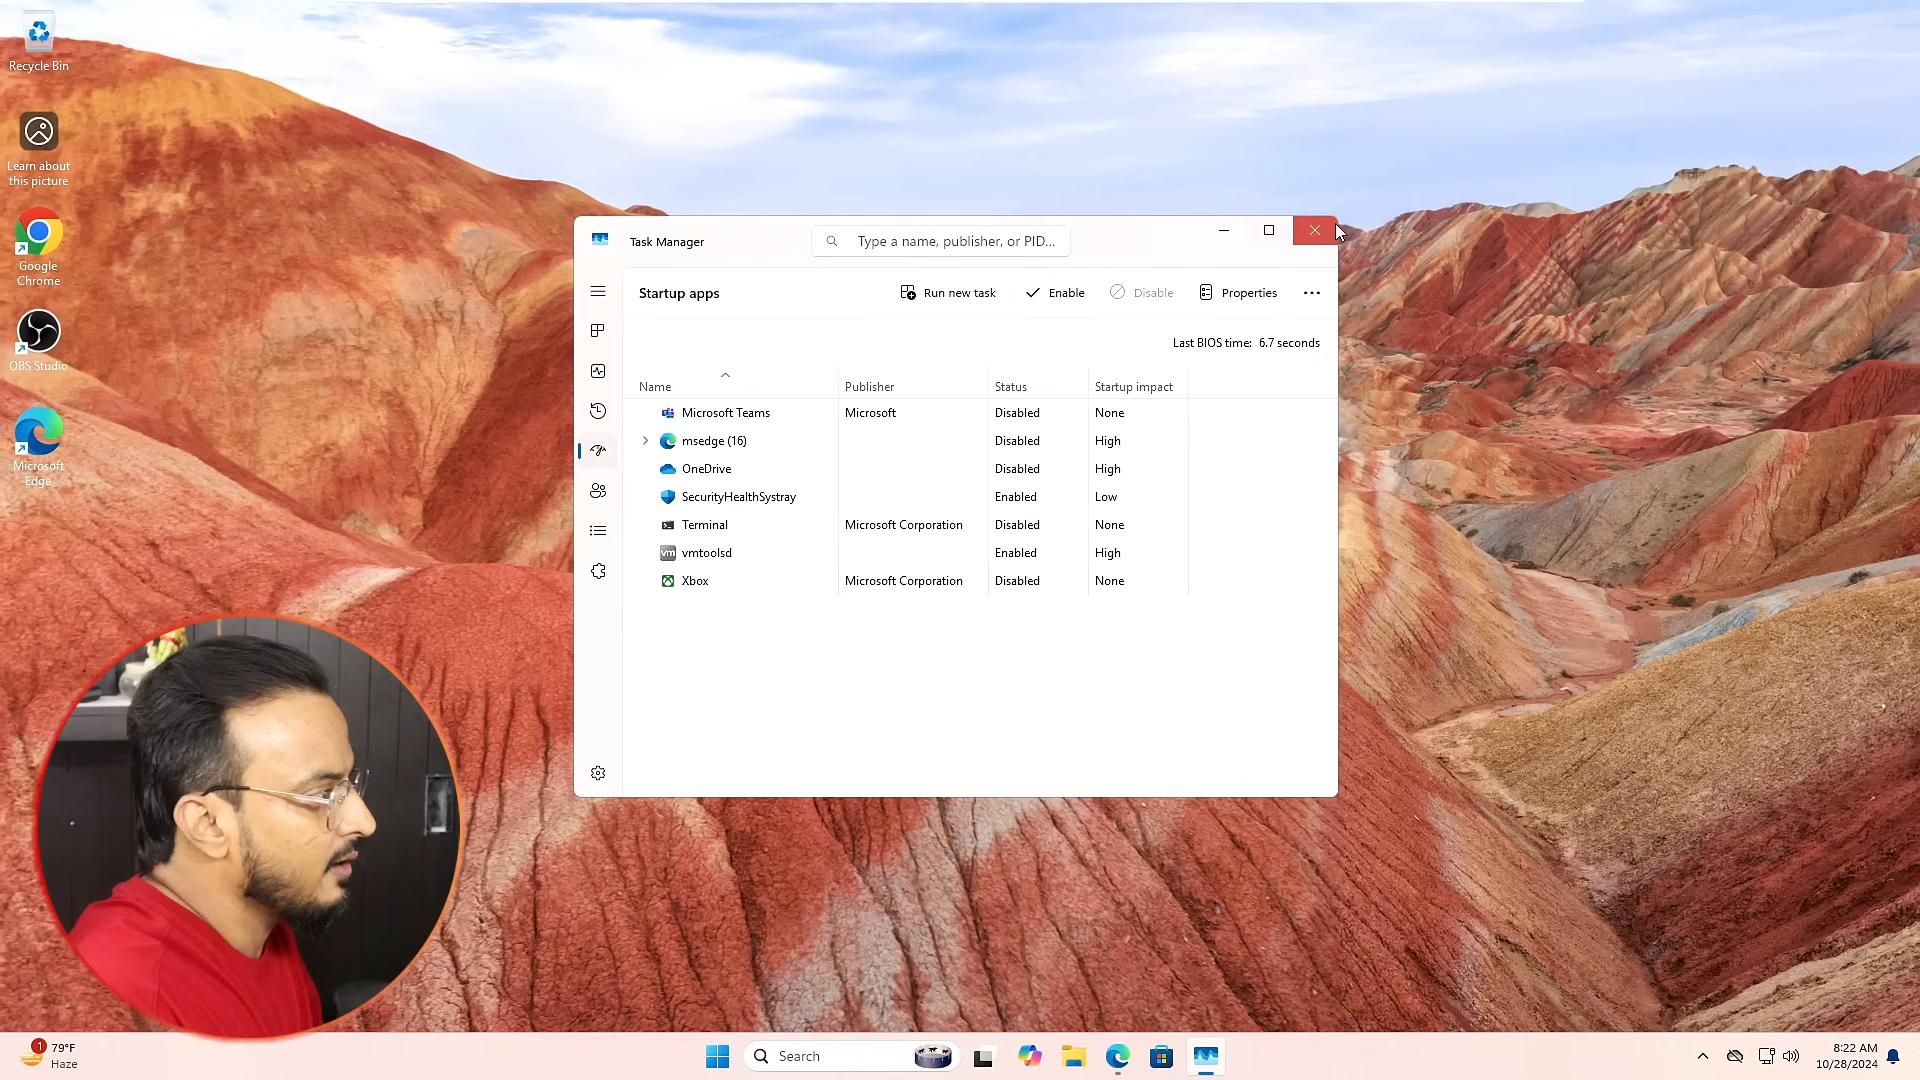 Recycle Bin
Learn about
this picture
Google
Chrome
OBS Studio
Microsoft
Edge
Task Manager
Type a name, publisher, or PID...
Startup apps
Run new task
Enable
Disable
Properties
Last BIOS time: 6.7 seconds
Name Publisher Status Startup impact
Microsoft Teams Microsoft Disabled None
msedge (16) Disabled High
OneDrive Disabled High
SecurityHealthSystray Enabled Low
Terminal Microsoft Corporation Disabled None
vm vmtoolsd Enabled High
Xbox Microsoft Corporation Disabled None
1
79°F
Haze
Search
8:22 AM
10/28/2024